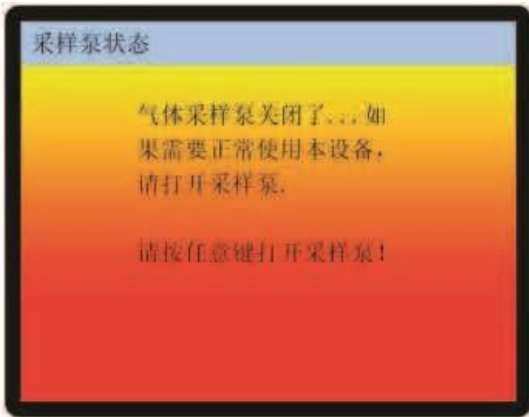 采样泵状态
气体采样泵关闭了...如
果需要正常使用本设备,
请打开采样泵.
请按任意键打开采样泵!